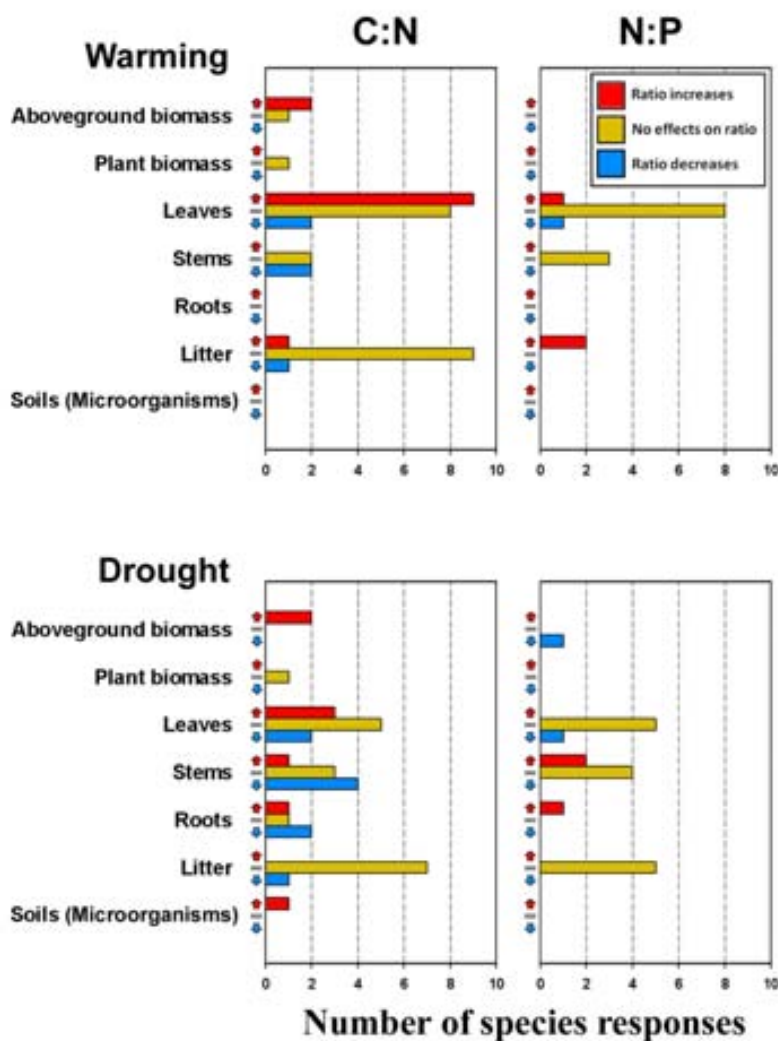 C:N N:P
Warming
Ratio increases
No effects on ratio
Ratio decreases
Aboveground biomass
Plant biomass
Leaves
Stems
Roots
Litter
Soils (Microorganisms)
0 2 4 6 8 10 0 2 4 6 8 10
Drought
Aboveground biomass
Plant biomass
Leaves
Stems
Roots
Litter
Soils (Microorganisms)
0 2 4 6 8 10 0 2 4 6 8 10
Number of species responses